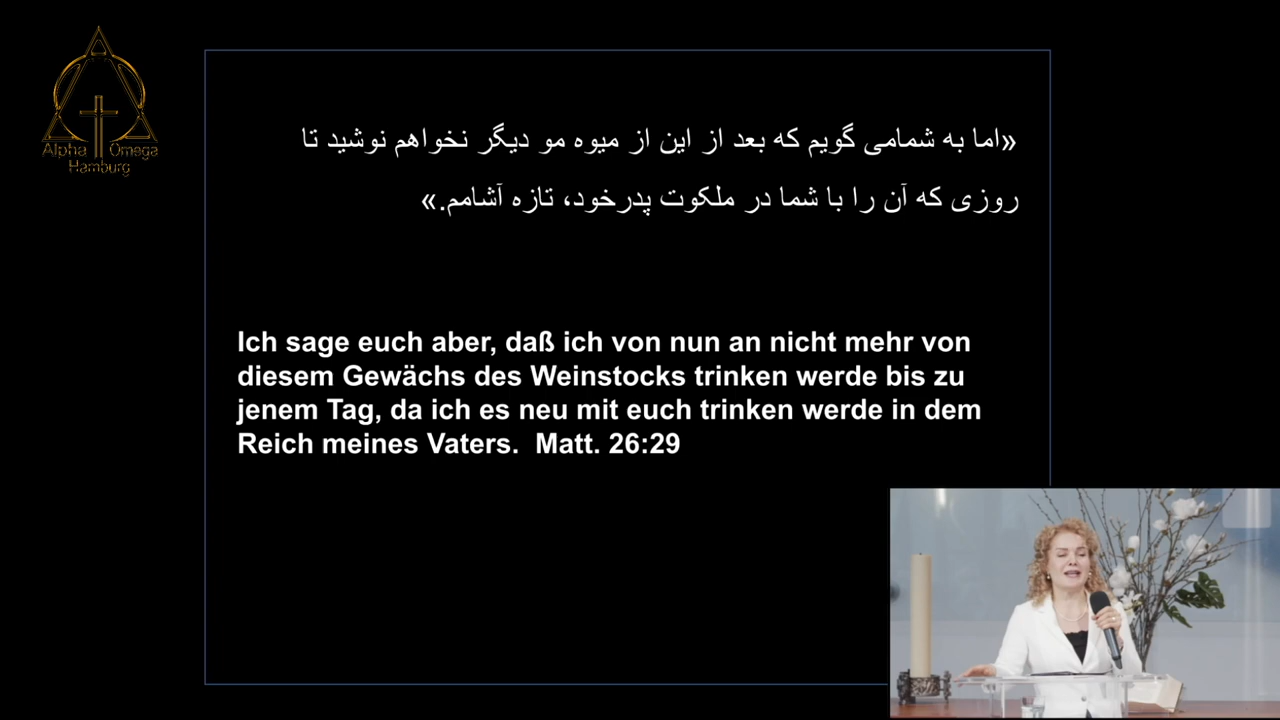 Alpha Omega
Hamburg
«اما به شمامی گویم که بعد از این از میوه مو دیگر نخواهم نوشید تا
روزی که آن را با شما در ملکوت پدرخود، تازه آشامم.»
Ich sage euch aber, daß ich von nun an nicht mehr von
diesem Gewächs des Weinstocks trinken werde bis zu
jenem Tag, da ich es neu mit euch trinken werde in dem
Reich meines Vaters.  Matt. 26:29